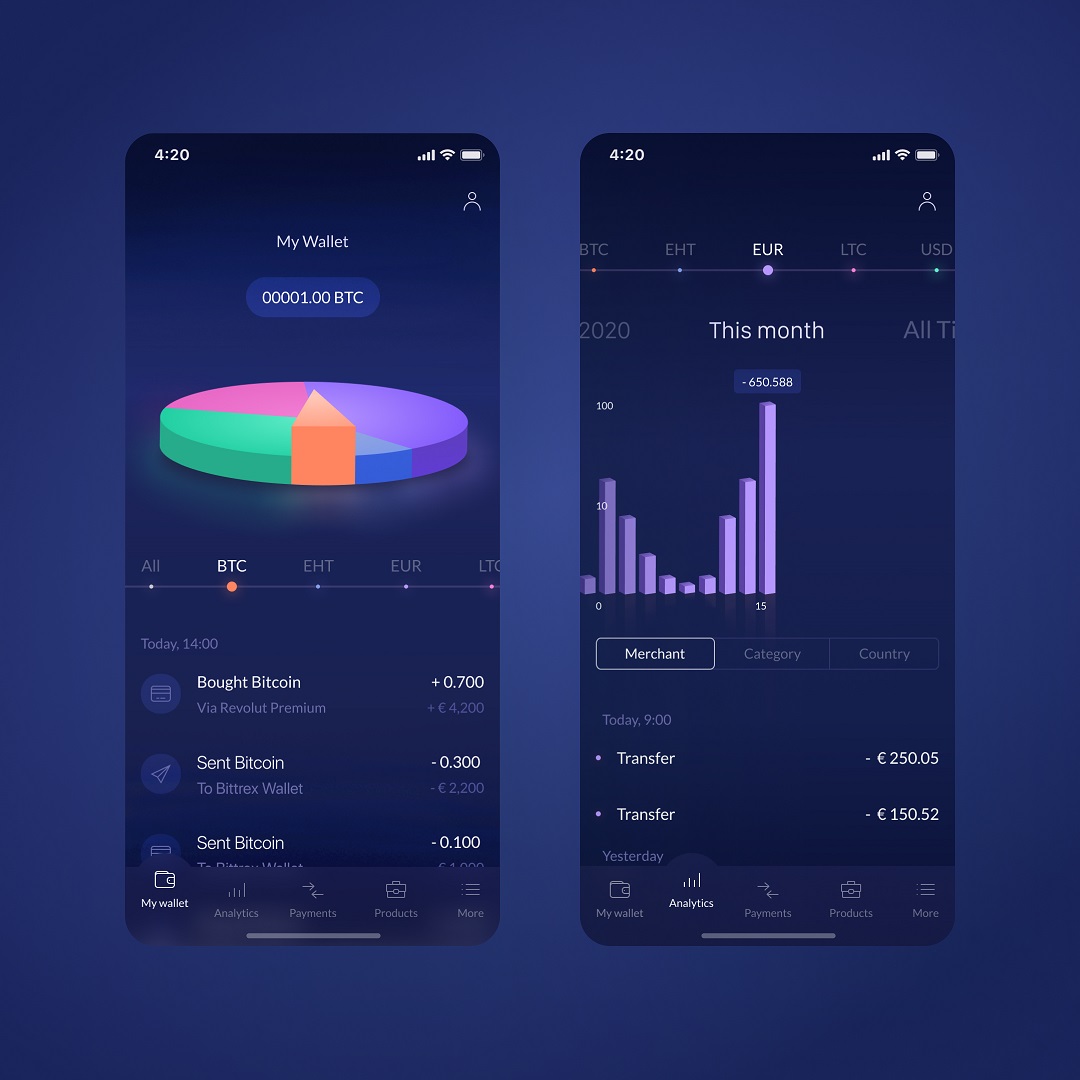 4:20
My Wallet
00001.00 BTC
All BTC EHT EUR LTC
Today, 14:00
Bought Bitcoin + 0.700
Via Revolut Premium + € 4,200
Sent Bitcoin - 0.300
To Bittrex Wallet - € 2,200
Sent Bitcoin - 0.100
To Bittrex Wallet
My wallet Analytics Payments Products More
4:20
BTC EHT EUR LTC USD
2020 This month All Ti
- 650.588
100
10
0 15
Merchant Category Country
Today, 9:00
Transfer - € 250.05
Transfer - € 150.52
Yesterday
My wallet Analytics Payments Products More